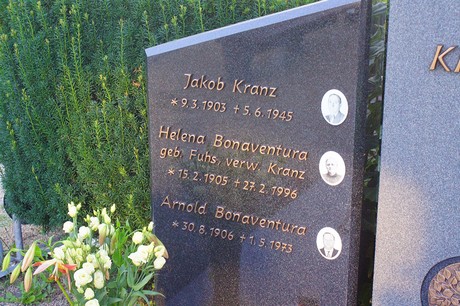 Jakob Kranz
* 9.3.1903 + 5.6.1945
Helena Bonaventura
geb. Fuhs, verw. Kranz
* 15.2.1905 + 27.2.1996
Arnold Bonaventura
* 30.8.1906 + 1.5.1973